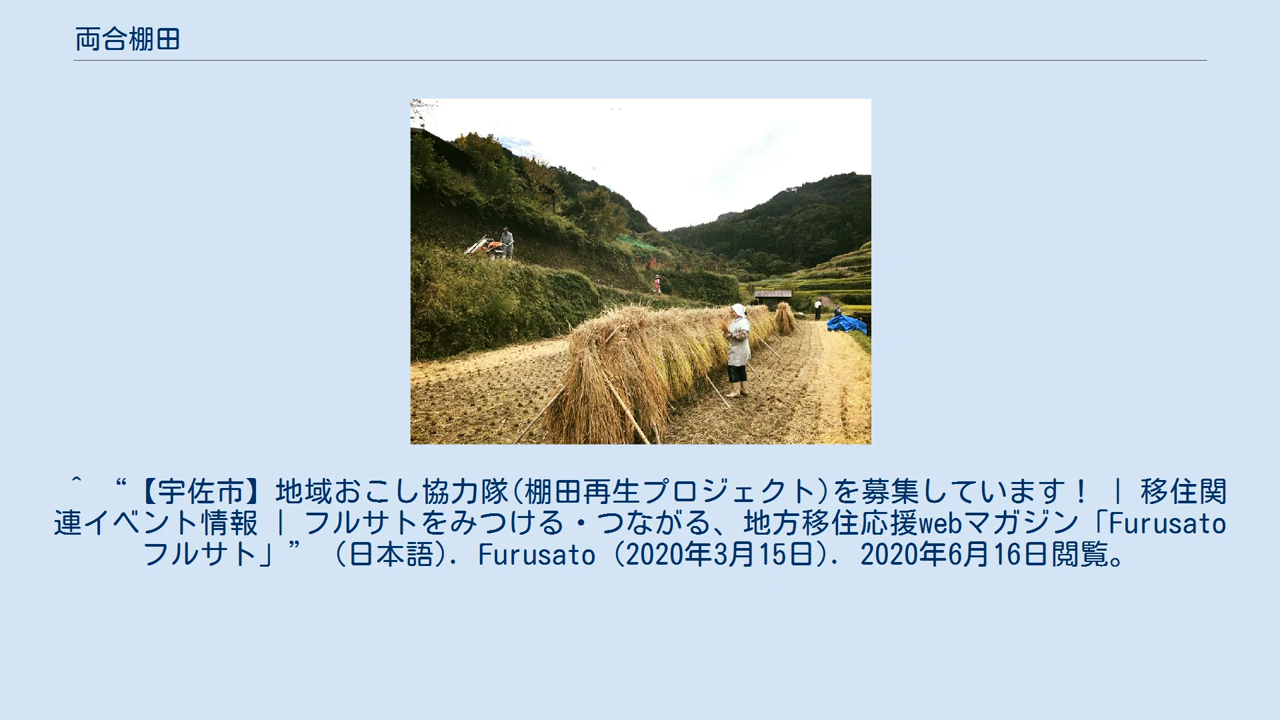 両合棚田
^ “【宇佐市】地域おこし協力隊(棚田再生プロジェクト)を募集しています！ | 移住関
連イベント情報 | フルサトをみつける・つながる、地方移住応援webマガジン「Furusato
フルサト」” (日本語). Furusato (2020年3月15日). 2020年6月16日閲覧。